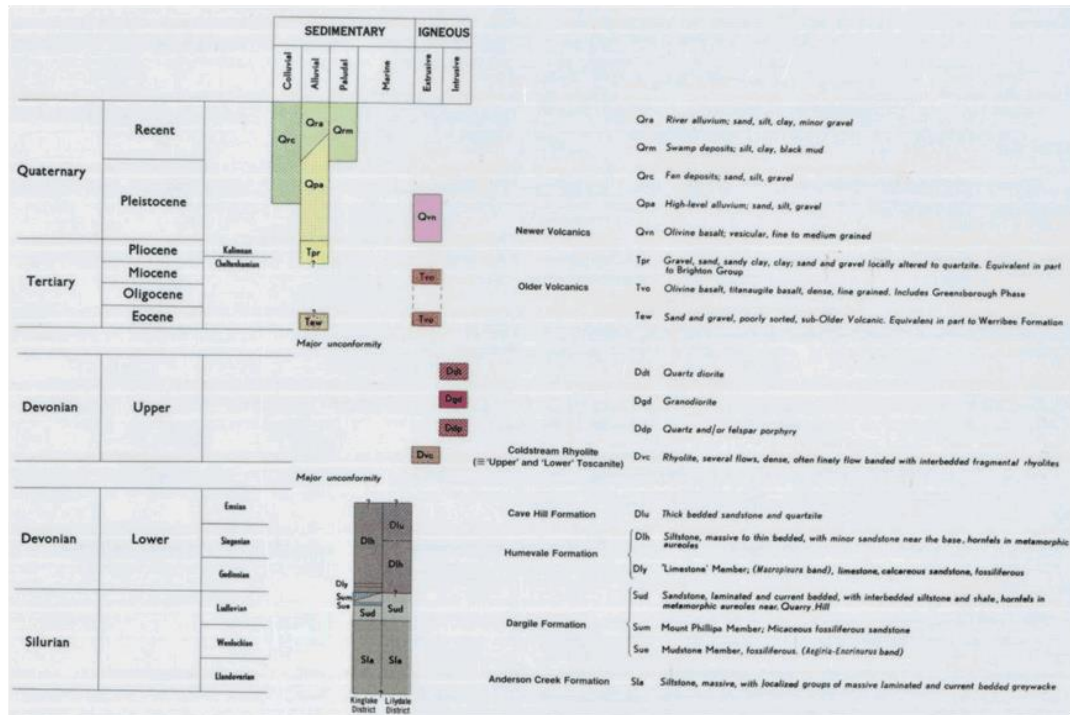 SEDIMENTARY IGNEOUS
Colluvial Alluvial Paludal Marine Extrusive Intrusive
Quaternary
Recent
Pleistocene
Qrc
Qra
Qrm
Qpa
Qvn
Tertiary
Pliocene
Kalimnan
Cheltenhamian
Miocene
Oligocene
Eocene
Tpr
?
Tvo
?
Tew
Tvo
Major unconformity
Devonian
Upper
Ddt
Dgd
Ddp
Dvc
Major unconformity
Devonian
Lower
Emsian
Siegenian
Gedinnian
Silurian
Ludlovian
Wenlockian
Llandoverian
? ?
Dlh
Dlu
Dlh
Dly
Sum
Sue
?
Sud Sud
Sla Sla
Kinglake District
Lilydale District
Qra River alluvium; sand, silt, clay, minor gravel
Qrm Swamp deposits; silt, clay, black mud
Qrc Fan deposits; sand, silt, gravel
Qpa High-level alluvium; sand, silt, gravel
Newer Volcanics Qvn Olivine basalt; vesicular, fine to medium grained
Tpr Gravel, sand, sandy clay, clay; sand and gravel locally altered to quartzite. Equivalent in part
to Brighton Group
Older Volcanics Tvo Olivine basalt, titanaugite basalt, dense, fine grained. Includes Greensborough Phase
Tew Sand and gravel, poorly sorted, sub-Older Volcanic. Equivalent in part to Werribee Formation
Ddt Quartz diorite
Dgd Granodiorite
Ddp Quartz and/or felspar porphyry
Coldstream Rhyolite
(≡ 'Upper' and 'Lower' Toscanite)
Dvc Rhyolite, several flows, dense, often finely flow banded with interbedded fragmental rhyolites
Cave Hill Formation Dlu Thick bedded sandstone and quartzite
Humevale Formation
Dlh Siltstone, massive to thin bedded, with minor sandstone near the base, hornfels in metamorphic
aureoles
Dly 'Limestone' Member; (Macropleura band), limestone, calcareous sandstone, fossiliferous
Dargile Formation
Sud Sandstone, laminated and current bedded, with interbedded siltstone and shale, hornfels in
metamorphic aureoles near Quarry Hill
Sum Mount Phillipa Member; Micaceous fossiliferous sandstone
Sue Mudstone Member, fossiliferous. (Aegiria-Encrinurus band)
Anderson Creek Formation Sla Siltstone, massive, with localized groups of massive laminated and current bedded greywacke